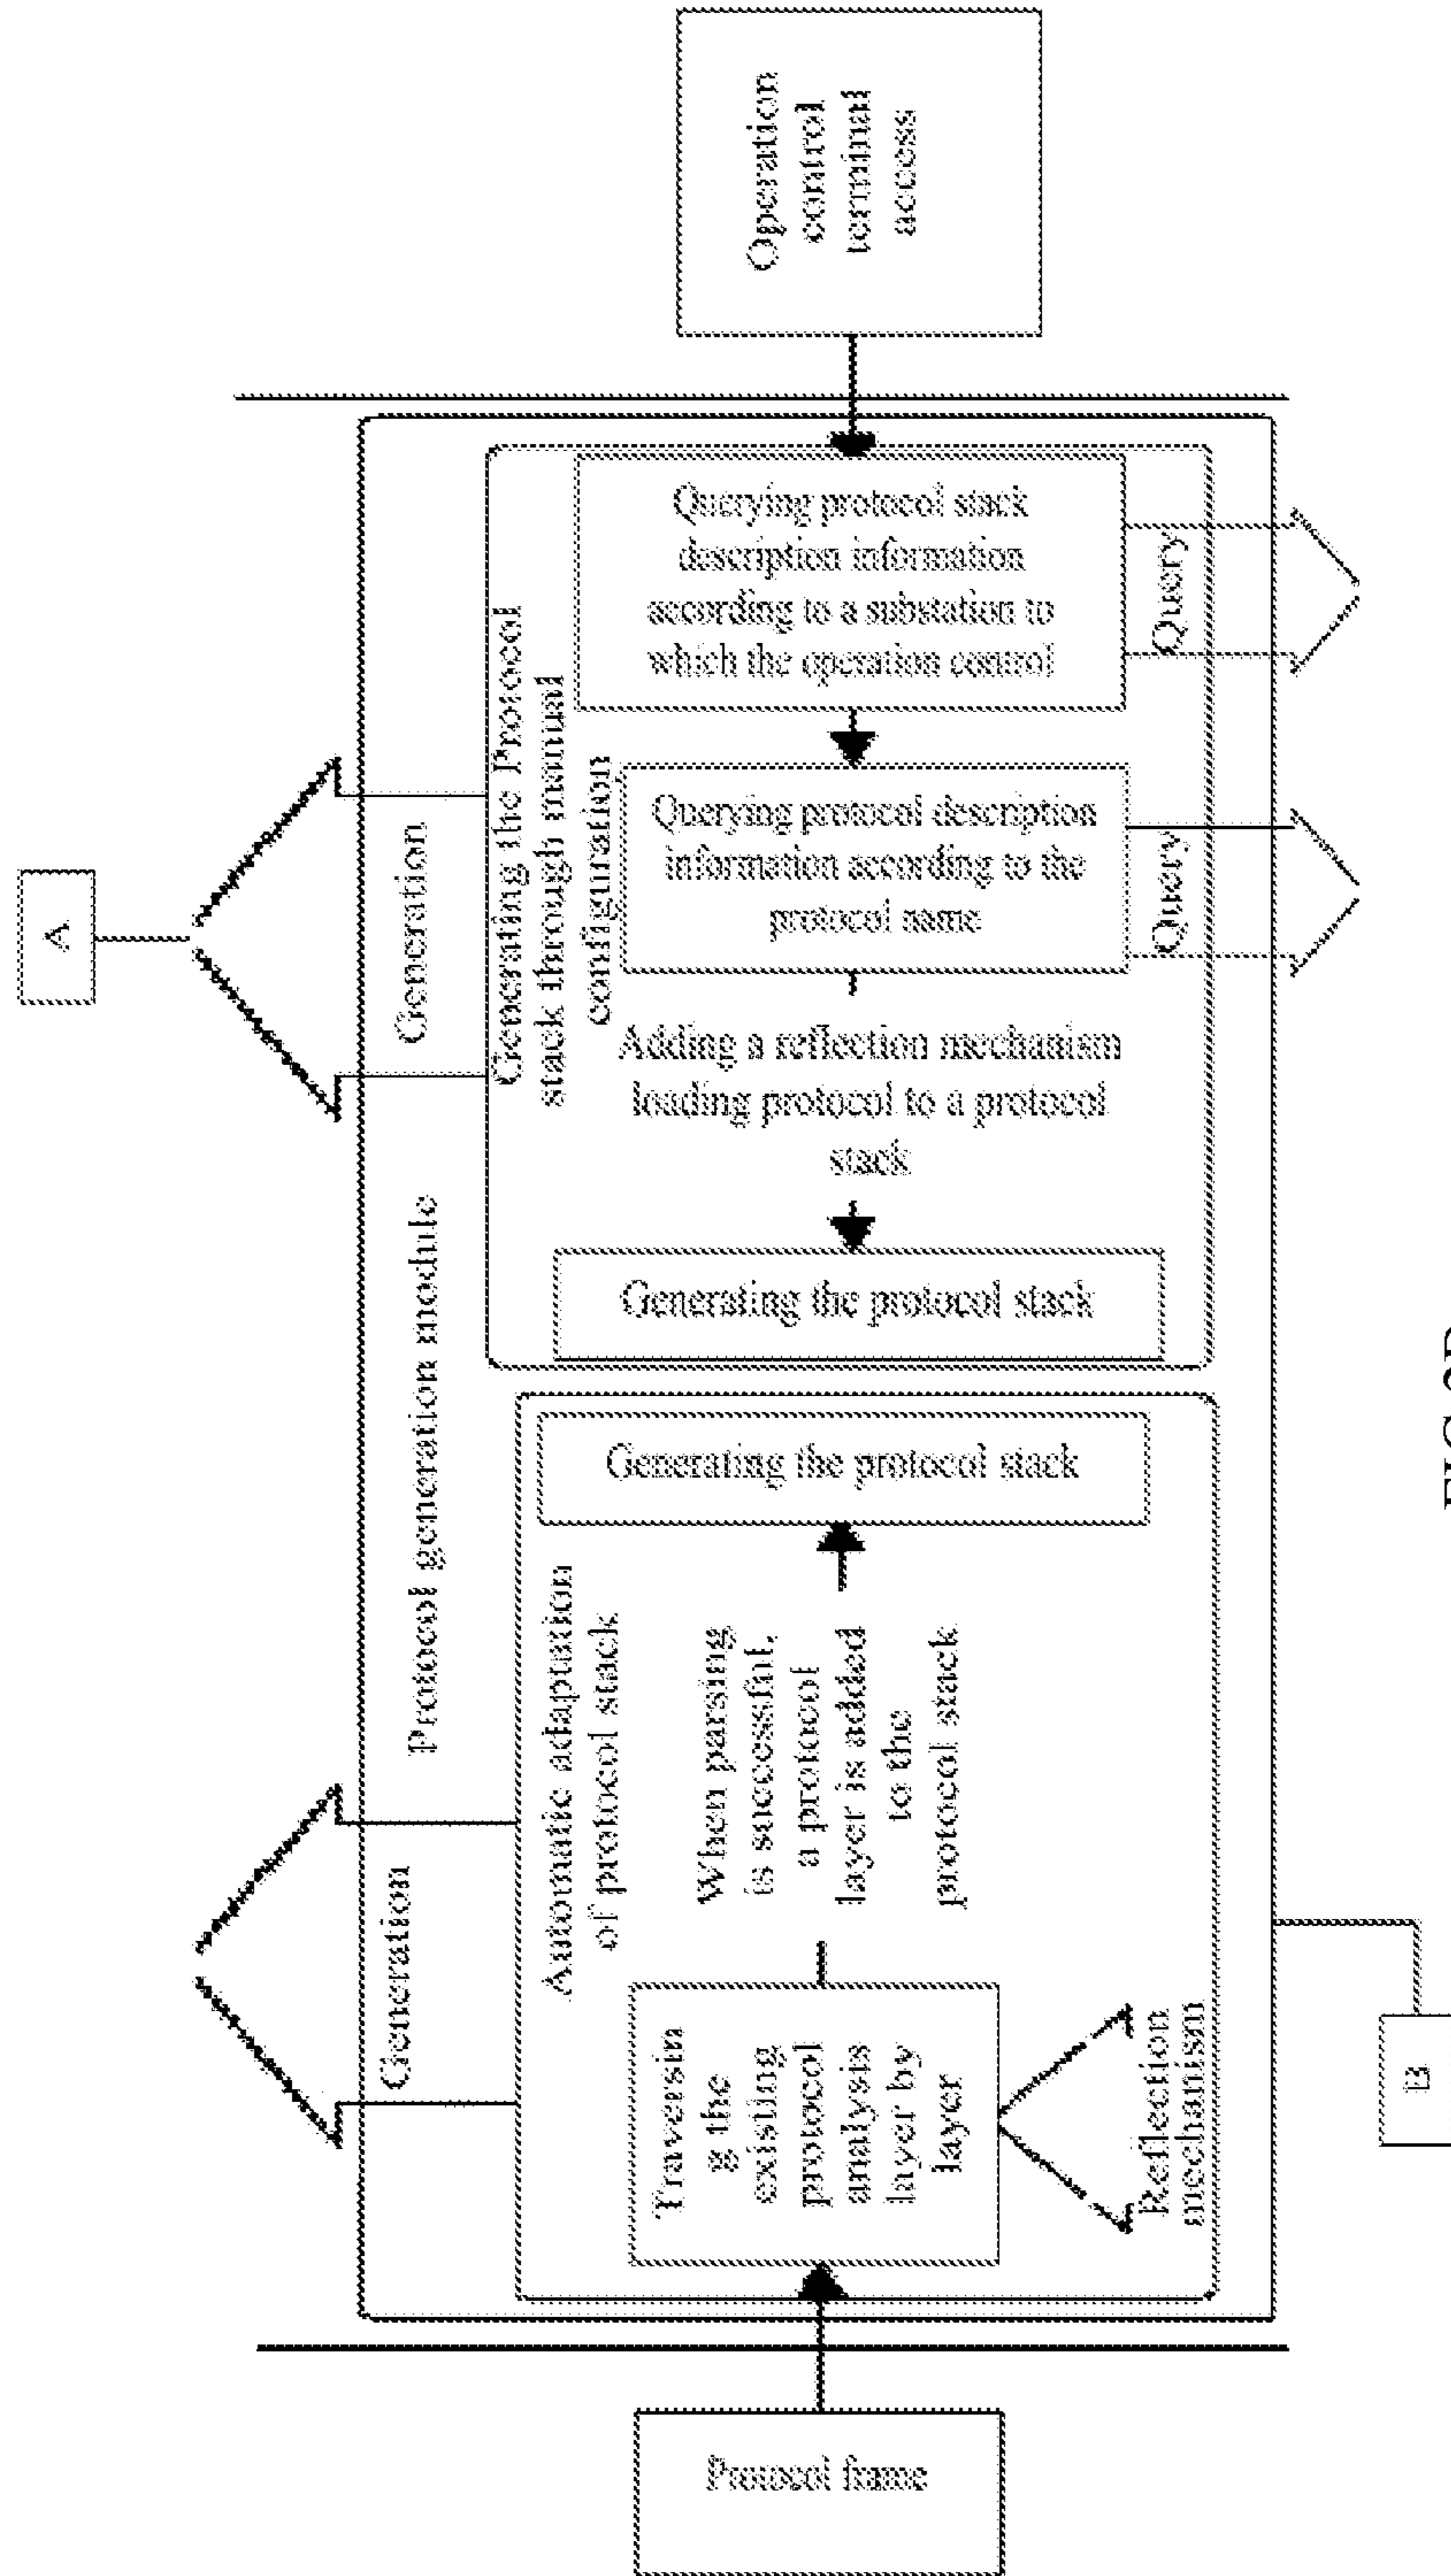 A
Generation
Generation
Protocol generation module
Operation
control
terminal
access
Generating the Protocol
stack through manual
configuration
Querying protocol stack
description information
according to a substation to
which the operation control
Query
Querying protocol description
information according to the
protocol name
Query
Adding a reflection mechanism
loading protocol to a protocol
stack
Generating the protocol stack
Generating the protocol stack
Automatic adaptation
of protocol stack
When parsing
is successful,
a protocol
layer is added
to the
protocol stack
Traversin
g the
existing
protocol
analysis
layer by
layer
Reflection
mechanism
Protocol frame
B